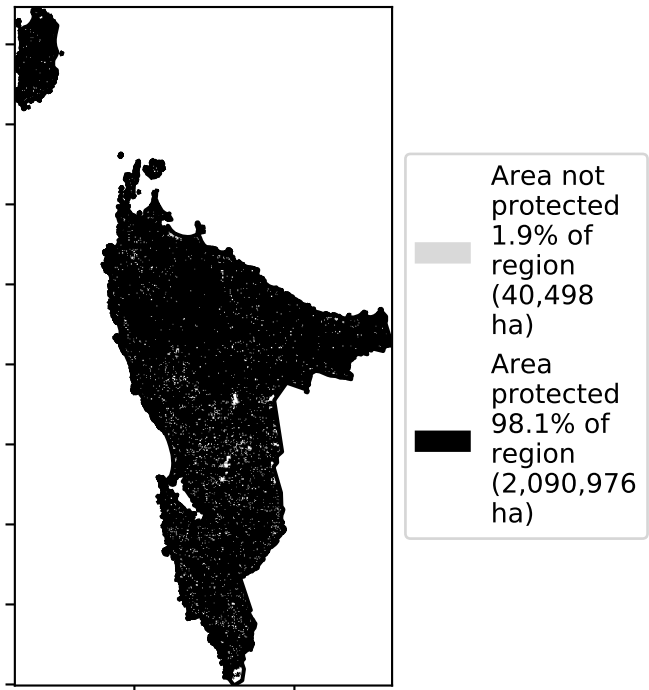 Area not
protected
1.9% of
region
(40,498
ha)
Area
protected
98.1% of
region
(2,090,976
ha)